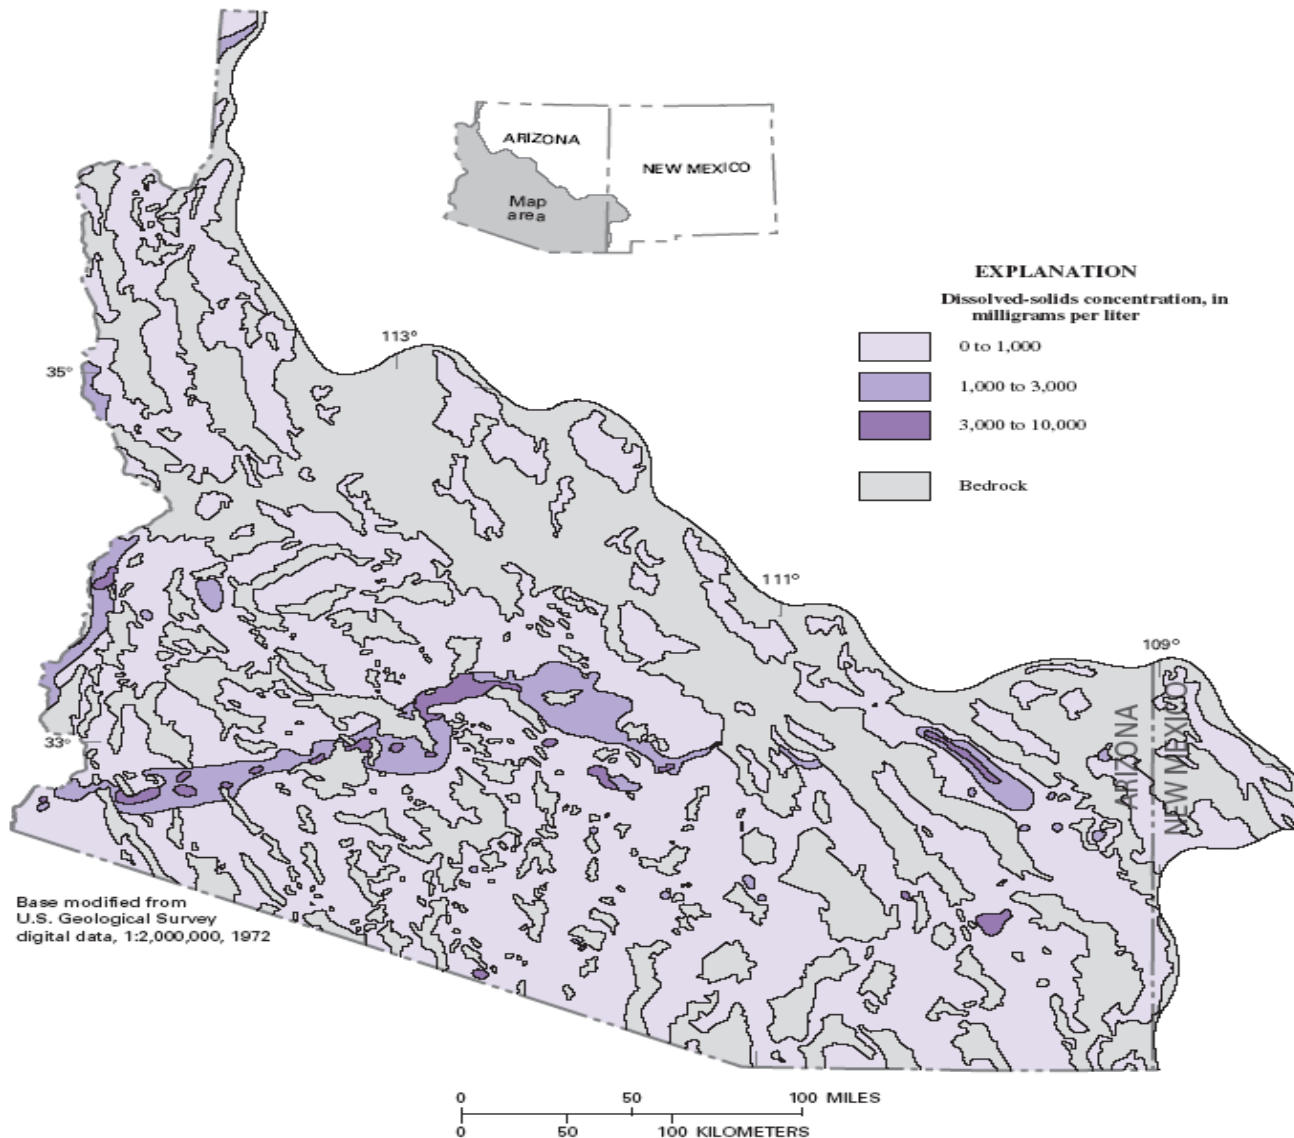 ARIZONA
NEW MEXICO
Map
area
EXPLANATION
Dissolved-solids concentration, in
milligrams per liter
0 to 1,000
1,000 to 3,000
3,000 to 10,000
Bedrock
113°
35°
111°
109°
33°
ARIZONA
NEW MEXICO
Base modified from
U.S. Geological Survey
digital data, 1:2,000,000, 1972
0 50 100 MILES
0 50 100 KILOMETERS